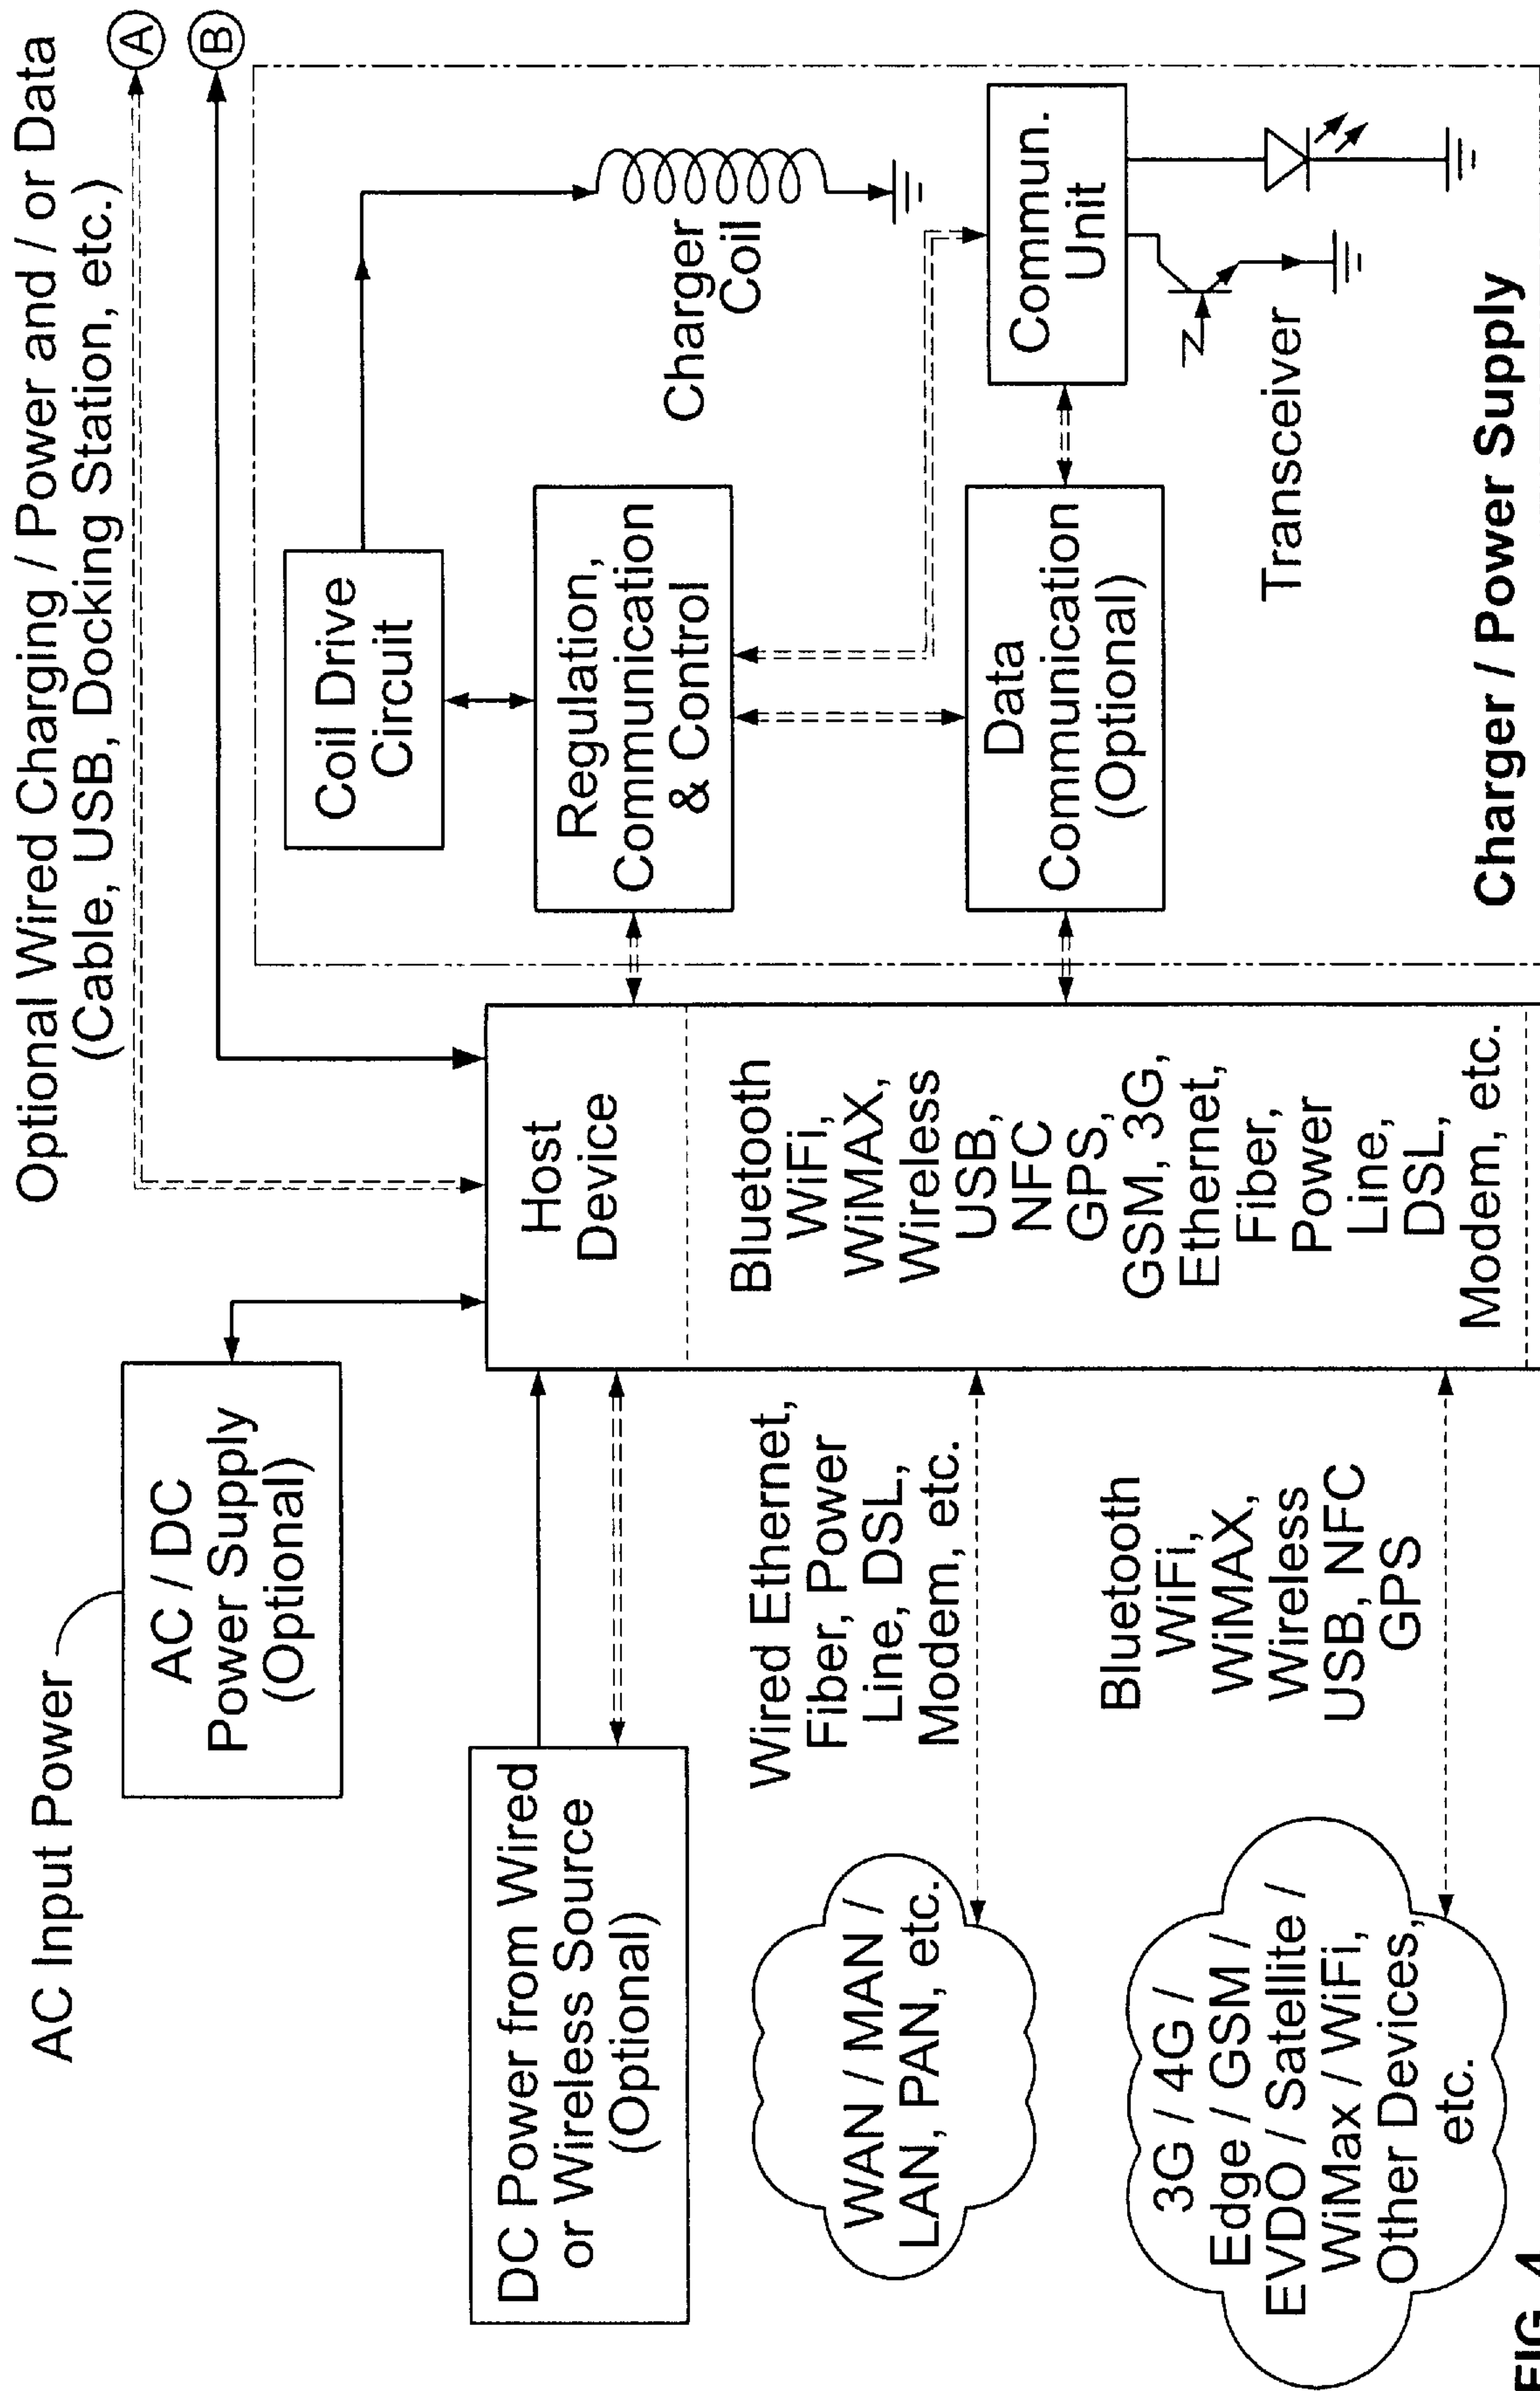 Optional Wired Charging / Power and / or Data
(Cable, USB, Docking Station, etc.)
A
B
AC Input Power
AC / DC
Power Supply
(Optional)
Coil Drive
Circuit
Charger
Coil
DC Power from Wired
or Wireless Source
(Optional)
Host
Device
Regulation,
Communication
& Control
Wired Ethernet,
Fiber, Power
Line, DSL,
Modem, etc.
WAN / MAN /
LAN, PAN, etc.
Bluetooth
WiFi,
WiMAX,
Wireless
USB,
NFC
GPS,
GSM, 3G,
Ethernet,
Fiber,
Power
Line,
DSL,
Modem, etc.
Data
Communication
(Optional)
Commun.
Unit
Transceiver
Bluetooth
WiFi,
WiMAX,
Wireless
USB, NFC
GPS
3G / 4G /
Edge / GSM /
EVDO / Satellite /
WiMax / WiFi,
Other Devices,
etc.
Charger / Power Supply
FIG. 4